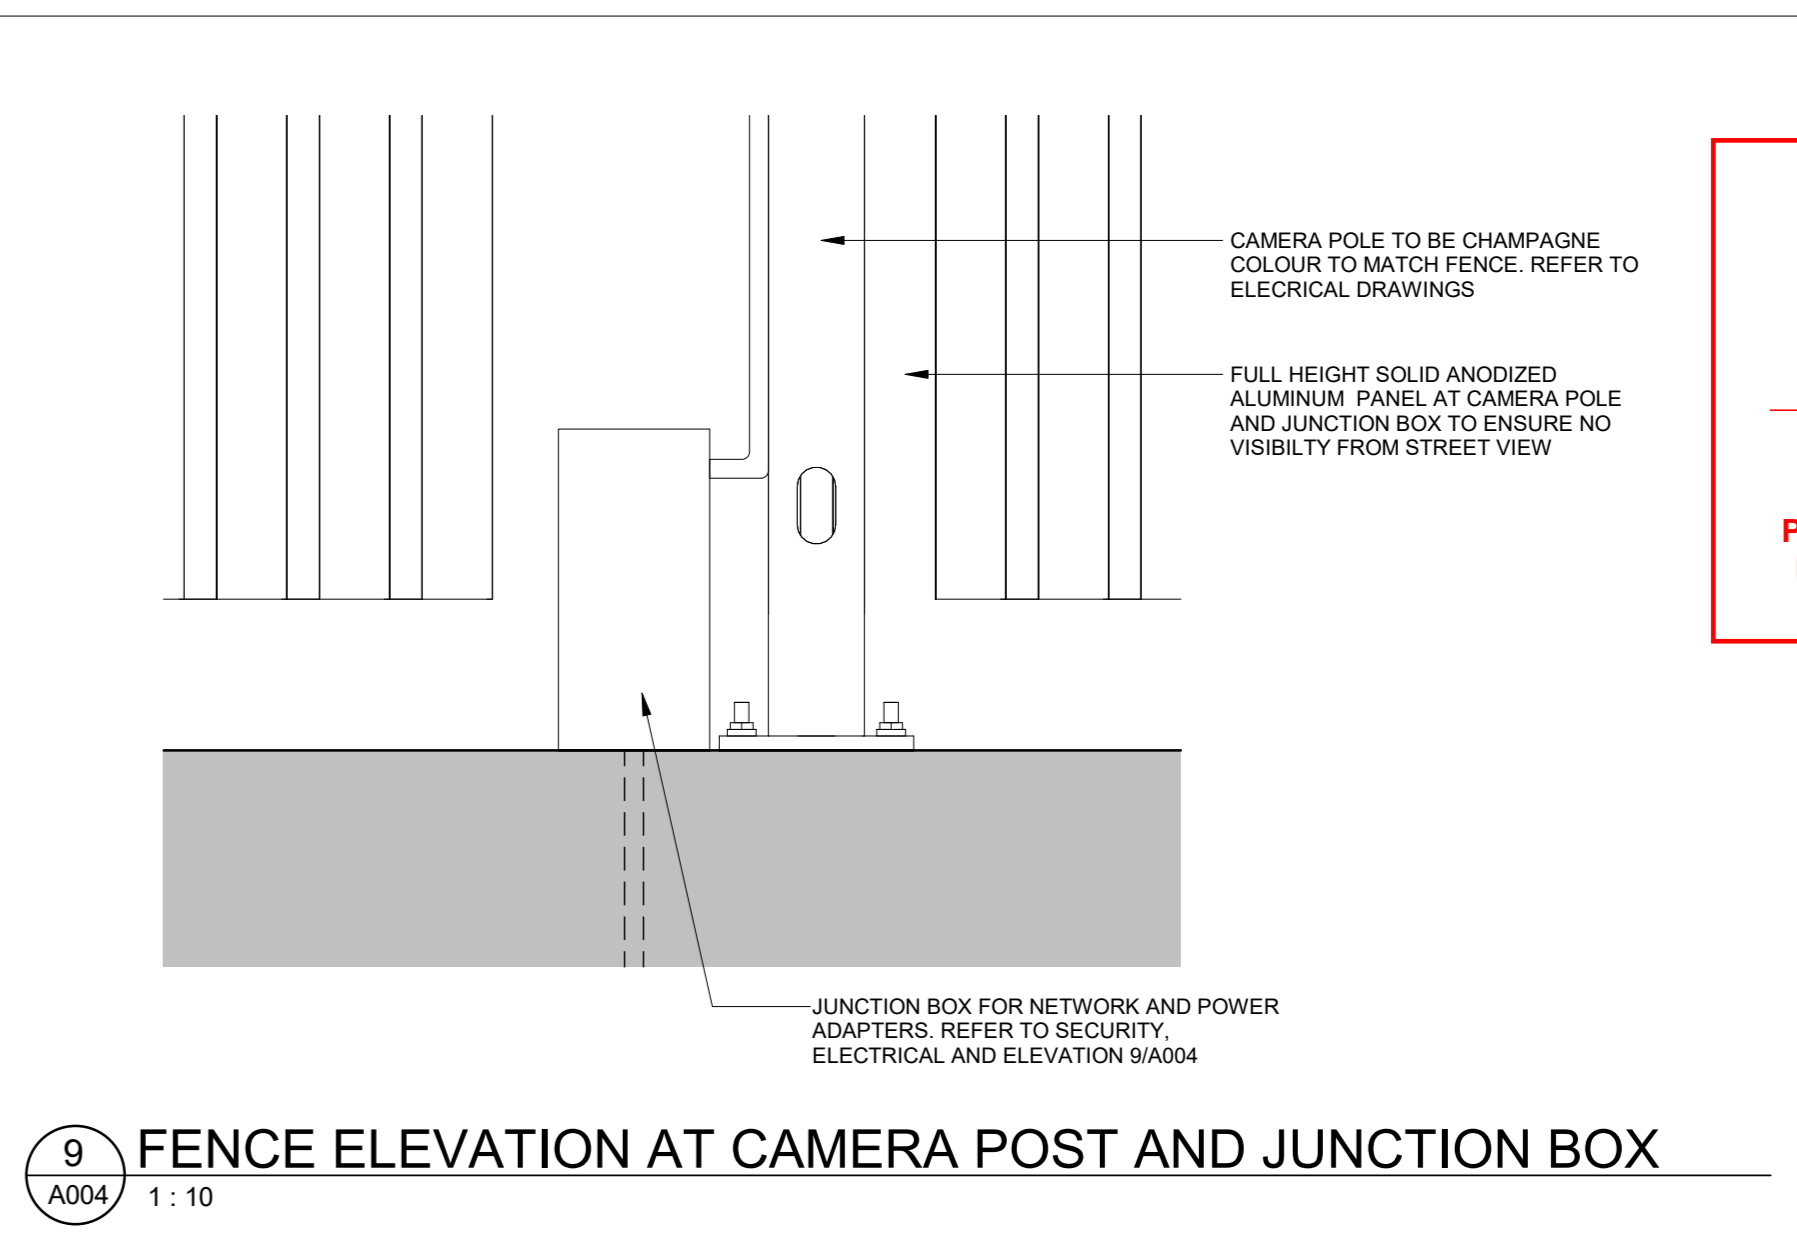 CAMERA POLE TO BE CHAMPAGNE
COLOUR TO MATCH FENCE. REFER TO
ELECRICAL DRAWINGS
FULL HEIGHT SOLID ANODIZED
ALUMINUM PANEL AT CAMERA POLE
AND JUNCTION BOX TO ENSURE NO
VISIBILTY FROM STREET VIEW
P
JUNCTION BOX FOR NETWORK AND POWER
ADAPTERS. REFER TO SECURITY,
ELECTRICAL AND ELEVATION 9/A004
9
FENCE ELEVATION AT CAMERA POST AND JUNCTION BOX
A004
1 : 10